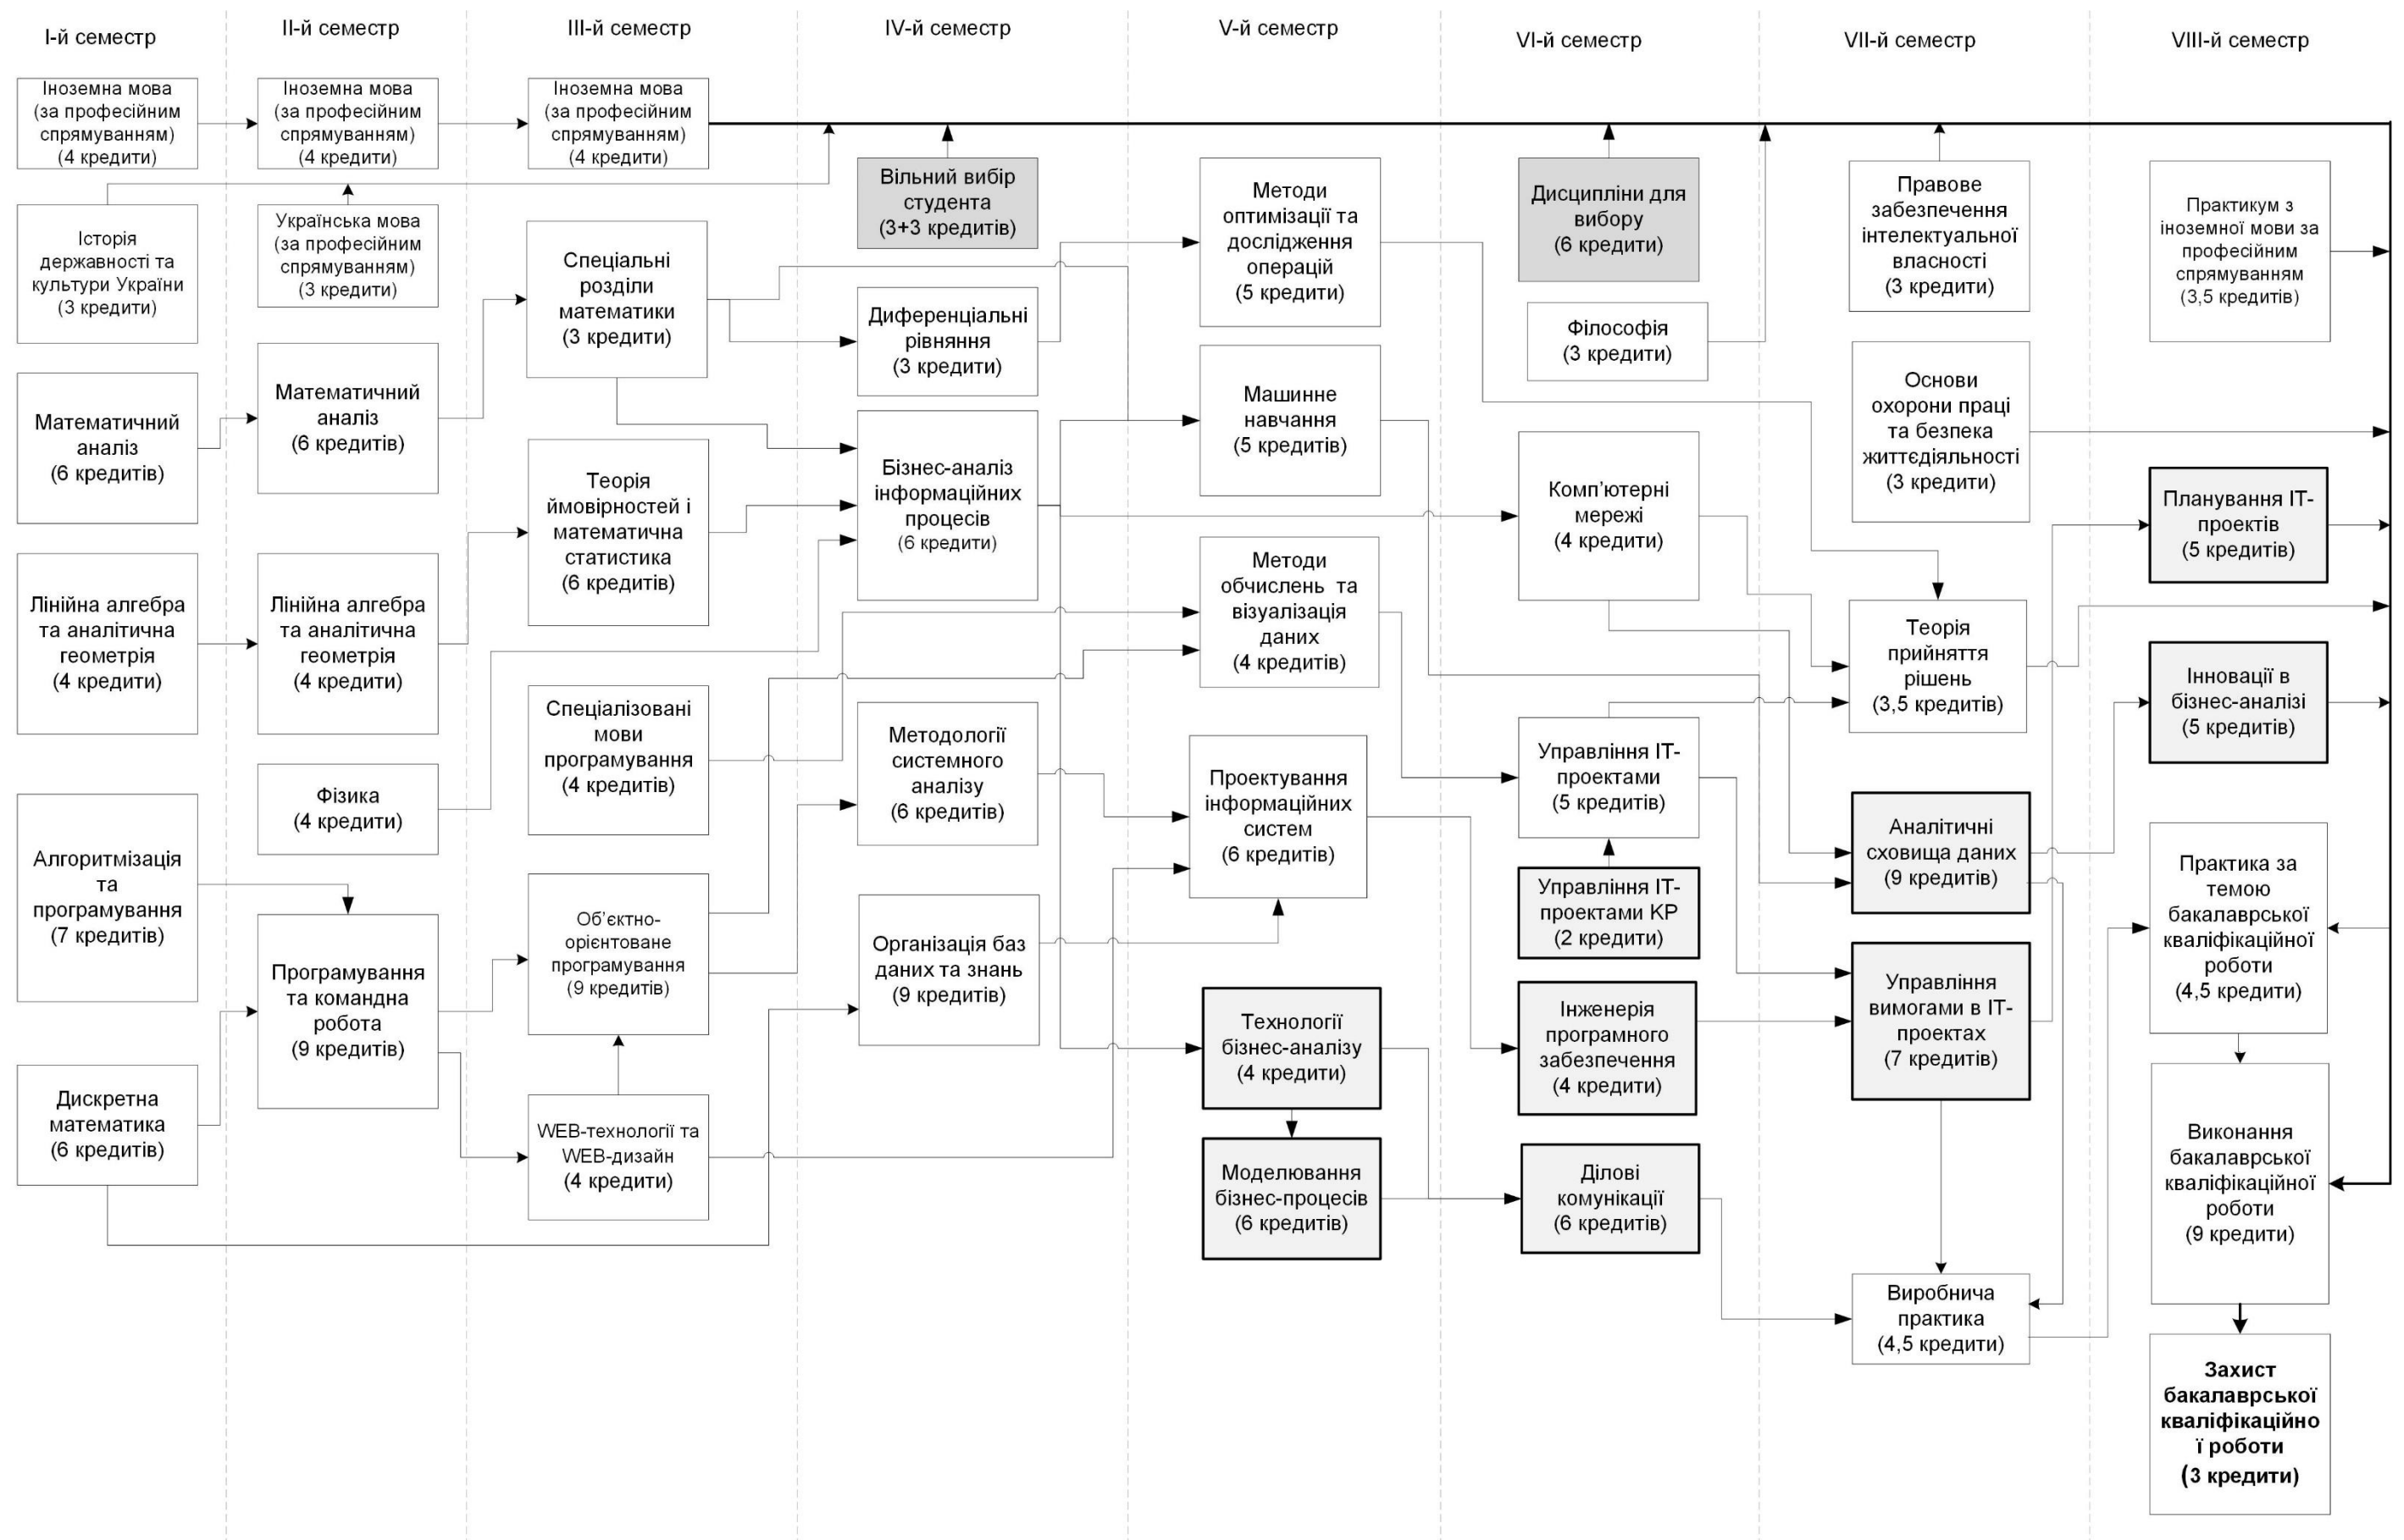 I-й семестр
Іноземна мова
(за професійним
спрямуванням)
(4 кредити)
Історія
державності та
культури України
(3 кредити)
Математичний
аналіз
(6 кредитів)
Лінійна алгебра
та аналітична
геометрія
(4 кредити)
Алгоритмізація
та
програмування
(7 кредитів)
Дискретна
математика
(6 кредитів)
II-й семестр
Іноземна мова
(за професійним
спрямуванням)
(4 кредити)
Українська мова
(за професійним
спрямуванням)
(3 кредити)
Математичний
аналіз
(6 кредитів)
Лінійна алгебра
та аналітична
геометрія
(4 кредити)
Фізика
(4 кредити)
Програмування
та командна
робота
(9 кредитів)
III-й семестр
Іноземна мова
(за професійним
спрямуванням)
(4 кредити)
Спеціальні
розділи
математики
(3 кредити)
Теорія
ймовірностей і
математична
статистика
(6 кредитів)
Спеціалізовані
мови
програмування
(4 кредитів)
Об’єктно-
орієнтоване
програмування
(9 кредитів)
WEB-технології та
WEB-дизайн
(4 кредити)
IV-й семестр
Вільний вибір
студента
(3+3 кредитів)
Диференціальні
рівняння
(3 кредити)
Бізнес-аналіз
інформаційних
процесів
(6 кредити)
Методології
системного
аналізу
(6 кредитів)
Організація баз
даних та знань
(9 кредитів)
V-й семестр
Методи
оптимізації та
дослідження
операцій
(5 кредити)
Машинне
навчання
(5 кредитів)
Методи
обчислень та
візуалізація
даних
(4 кредитів)
Проектування
інформаційних
систем
(6 кредитів)
Технології
бізнес-аналізу
(4 кредити)
Моделювання
бізнес-процесів
(6 кредитів)
VI-й семестр
Дисципліни для
вибору
(6 кредити)
Філософія
(3 кредити)
Комп’ютерні
мережі
(4 кредити)
Управління ІТ-
проектами
(5 кредитів)
Управління ІТ-
проектами КР
(2 кредити)
Інженерія
програмного
забезпечення
(4 кредити)
Ділові
комунікації
(6 кредитів)
VII-й семестр
Правове
забезпечення
інтелектуальної
власності
(3 кредити)
Основи
охорони праці
та безпека
життєдіяльності
(3 кредити)
Теорія
прийняття
рішень
(3,5 кредитів)
Аналітичні
сховища даних
(9 кредитів)
Управління
вимогами в ІТ-
проектах
(7 кредитів)
Виробнича
практика
(4,5 кредити)
VIII-й семестр
Практикум з
іноземної мови за
професійним
спрямуванням
(3,5 кредитів)
Планування ІТ-
проектів
(5 кредитів)
Інновації в
бізнес-аналізі
(5 кредитів)
Практика за
темою
бакалаврської
кваліфікаційної
роботи
(4,5 кредити)
Виконання
бакалаврської
кваліфікаційної
роботи
(9 кредити)
Захист
бакалаврської
кваліфікаційно
ї роботи
(3 кредити)